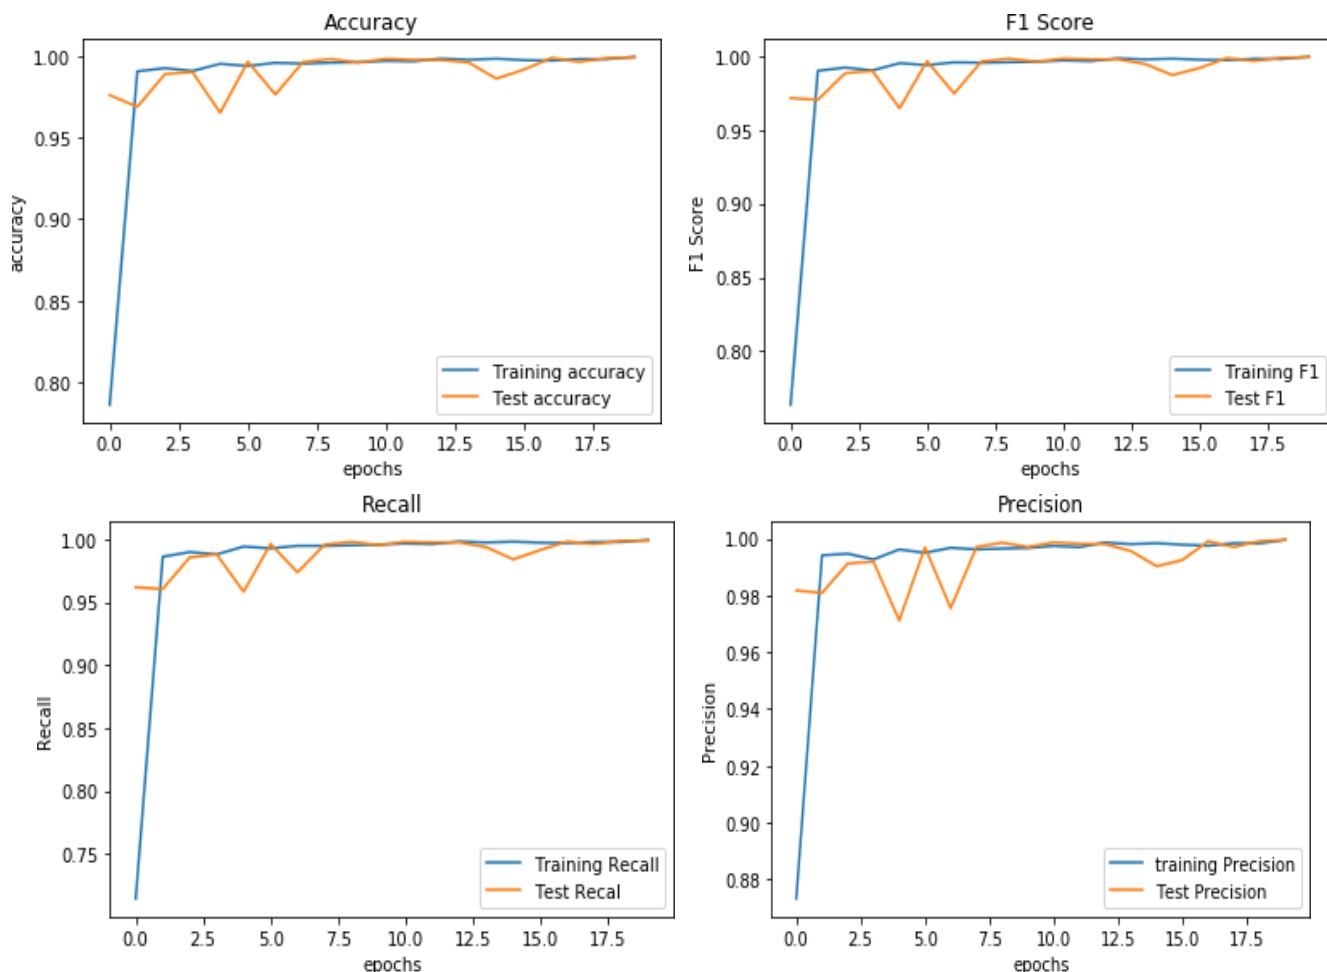 Accuracy
1.00
0.95
0.90
0.85
0.80
accuracy
Training accuracy
Test accuracy
0.0 2.5 5.0 7.5 10.0 12.5 15.0 17.5
epochs
F1 Score
1.00
0.95
0.90
0.85
0.80
F1 Score
Training F1
Test F1
0.0 2.5 5.0 7.5 10.0 12.5 15.0 17.5
epochs
Recall
1.00
0.95
0.90
0.85
0.80
0.75
Recall
Training Recall
Test Recal
0.0 2.5 5.0 7.5 10.0 12.5 15.0 17.5
epochs
Precision
1.00
0.98
0.96
0.94
0.92
0.90
0.88
Precision
training Precision
Test Precision
0.0 2.5 5.0 7.5 10.0 12.5 15.0 17.5
epochs